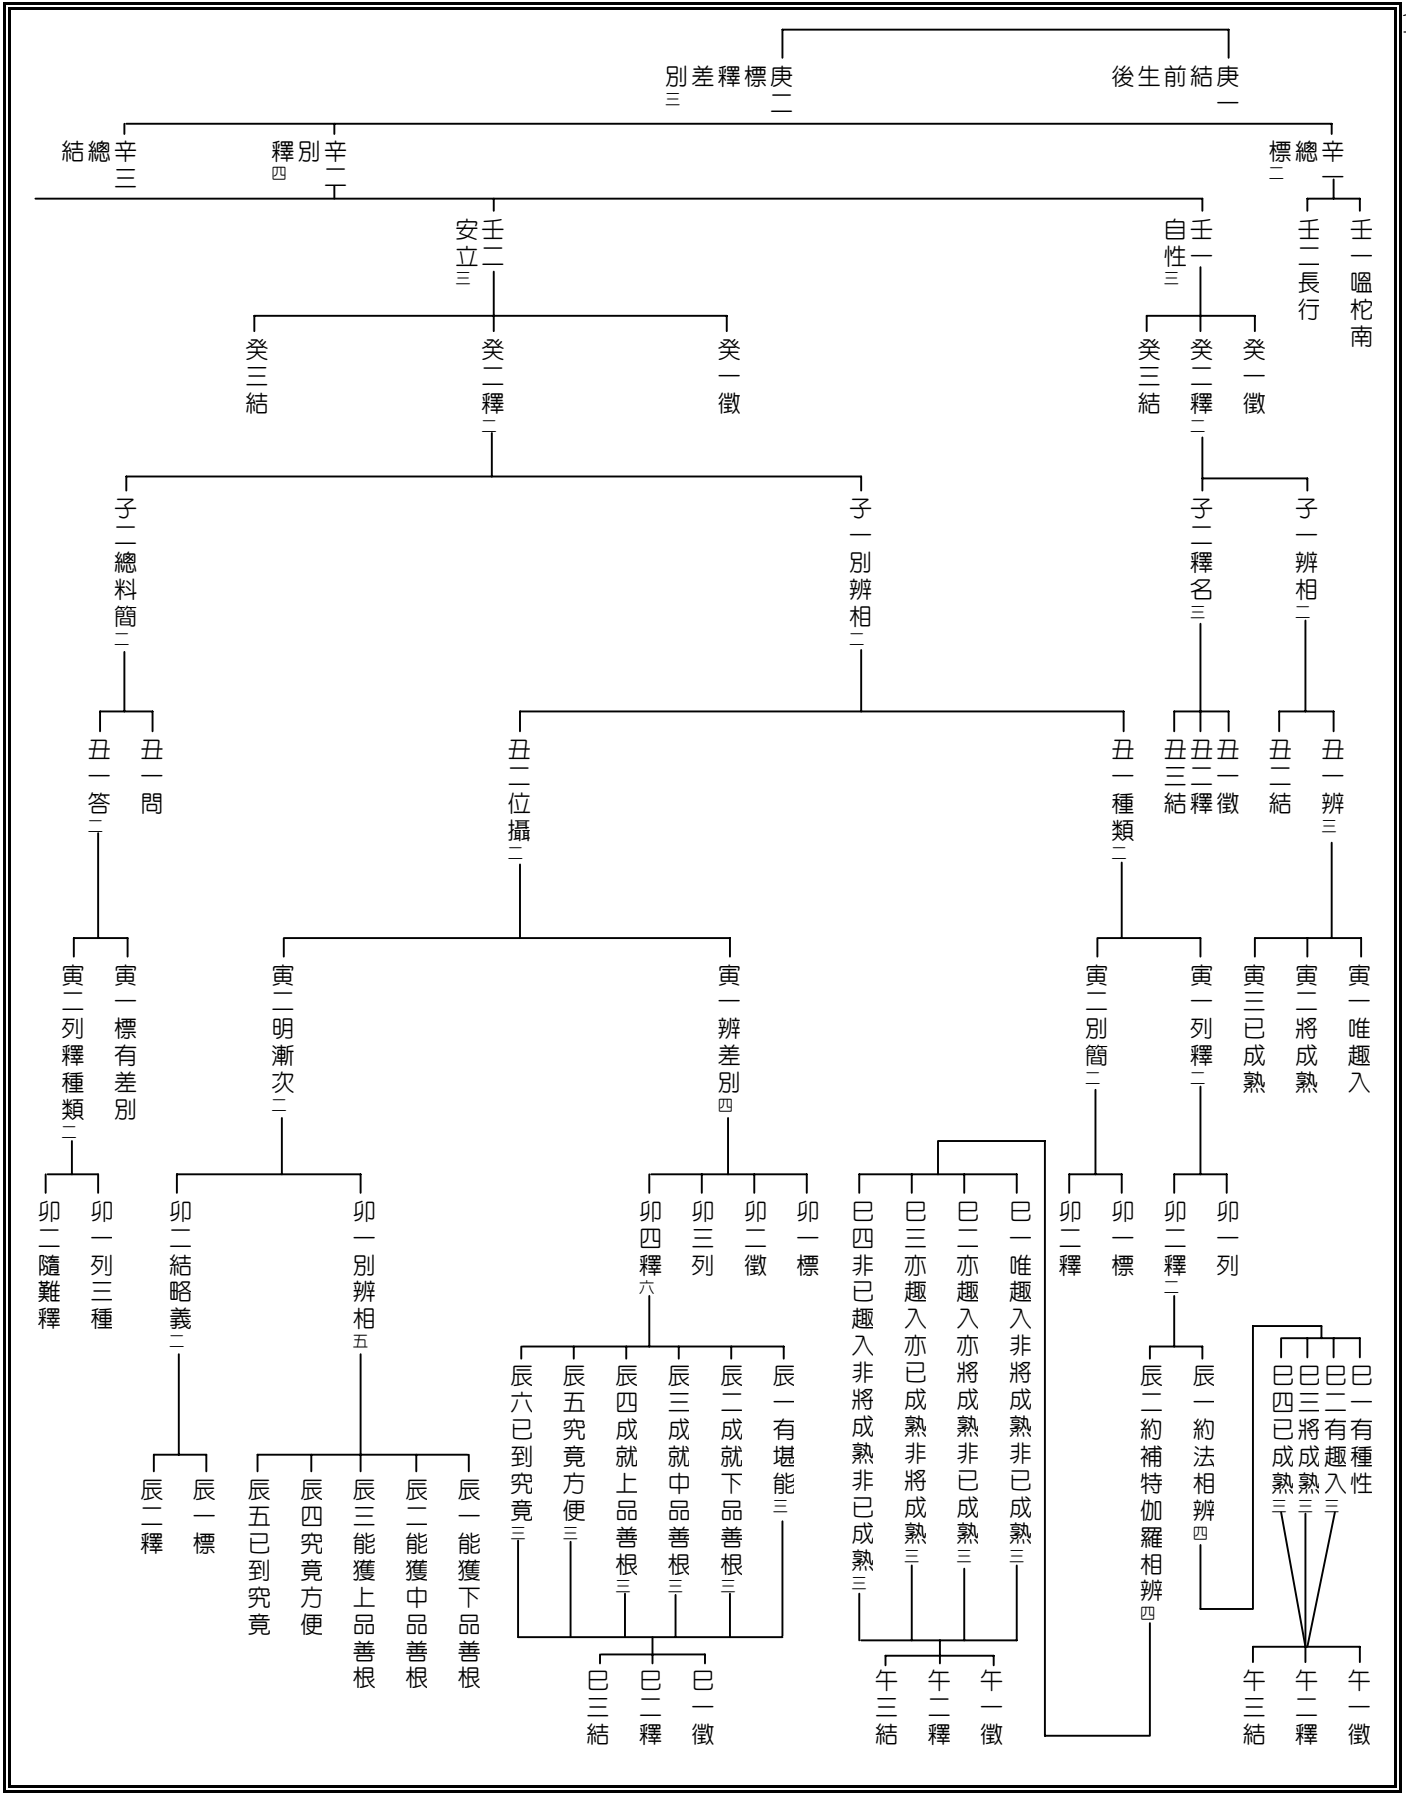 庚一結前生後
庚二標釋差別三
辛一總標二
辛二別釋四
辛三總結
壬一嗢柁南
壬二長行
壬一自性三
壬二安立三
癸一徵
癸二釋二
癸三結
癸一徵
癸二釋二
癸三結
子一辨相二
子二釋名三
子一別辨相二
子二總料簡二
丑一辨三
丑二結
丑一徵
丑二釋
丑三結
丑一種類二
丑二位攝二
丑一問
丑一答二
寅一唯趣入
寅二將成熟
寅三已成熟
寅一列釋二
寅二別簡二
寅一辨差別四
寅二明漸次二
寅一標有差別
寅二列釋種類二
卯一列
卯二釋二
卯一標
卯二釋
巳一唯趣入非將成熟非已成熟三
巳二亦趣入亦將成熟非已成熟三
巳三亦趣入亦已成熟非將成熟三
巳四非已趣入非將成熟非已成熟三
卯一標
卯二徵
卯三列
卯四釋六
卯一別辨相五
卯二結略義二
卯一列三種
卯二隨難釋
巳一有種性
巳二有趣入三
巳三將成熟三
巳四已成熟三
辰一約法相辨四
辰二約補特伽羅相辨四
辰一有堪能三
辰二成就下品善根三
辰三成就中品善根三
辰四成就上品善根三
辰五究竟方便三
辰六已到究竟三
辰一能獲下品善根
辰二能獲中品善根
辰三能獲上品善根
辰四究竟方便
辰五已到究竟
辰一標
辰二釋
午一徵
午二釋
午三結
午一徵
午二釋
午三結
巳一徵
巳二釋
巳三結